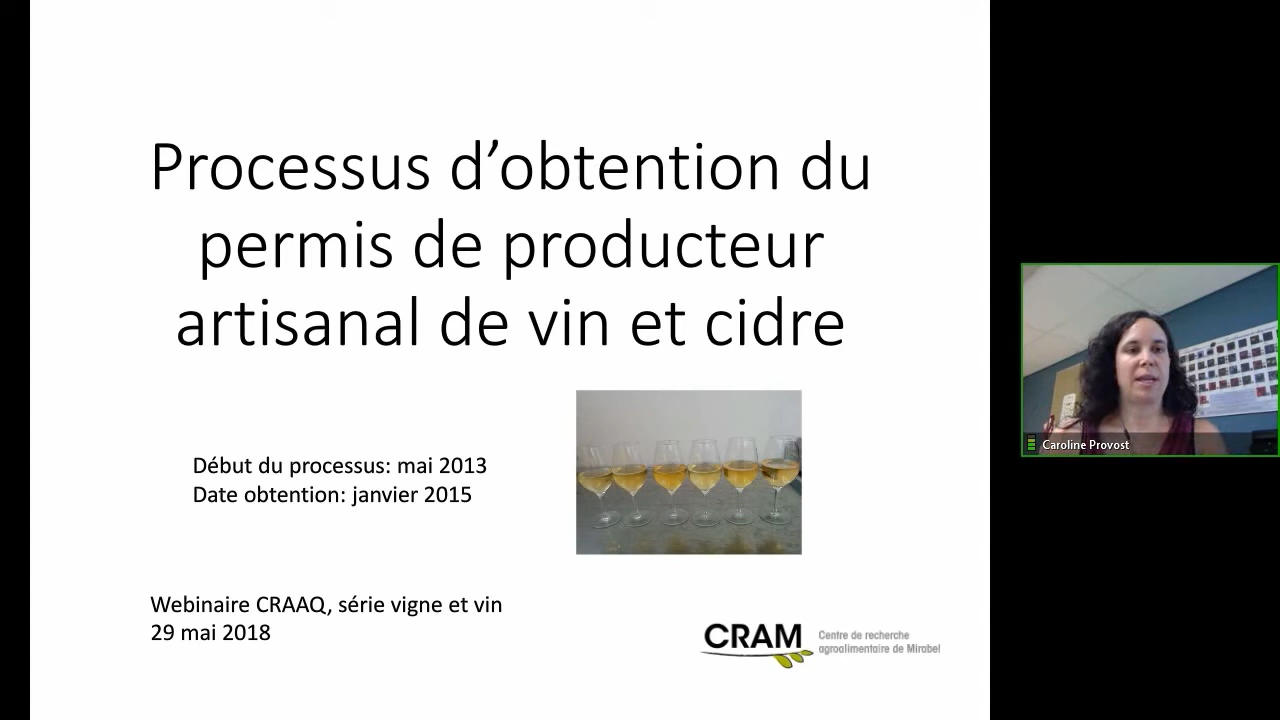 Processus d’obtention du
permis de producteur
artisanal de vin et cidre
Début du processus: mai 2013
Date obtention: janvier 2015
Webinaire CRAAQ, série vigne et vin
29 mai 2018
CRAM
Centre de recherche
agroalimentaire de Mirabel
Caroline Provost